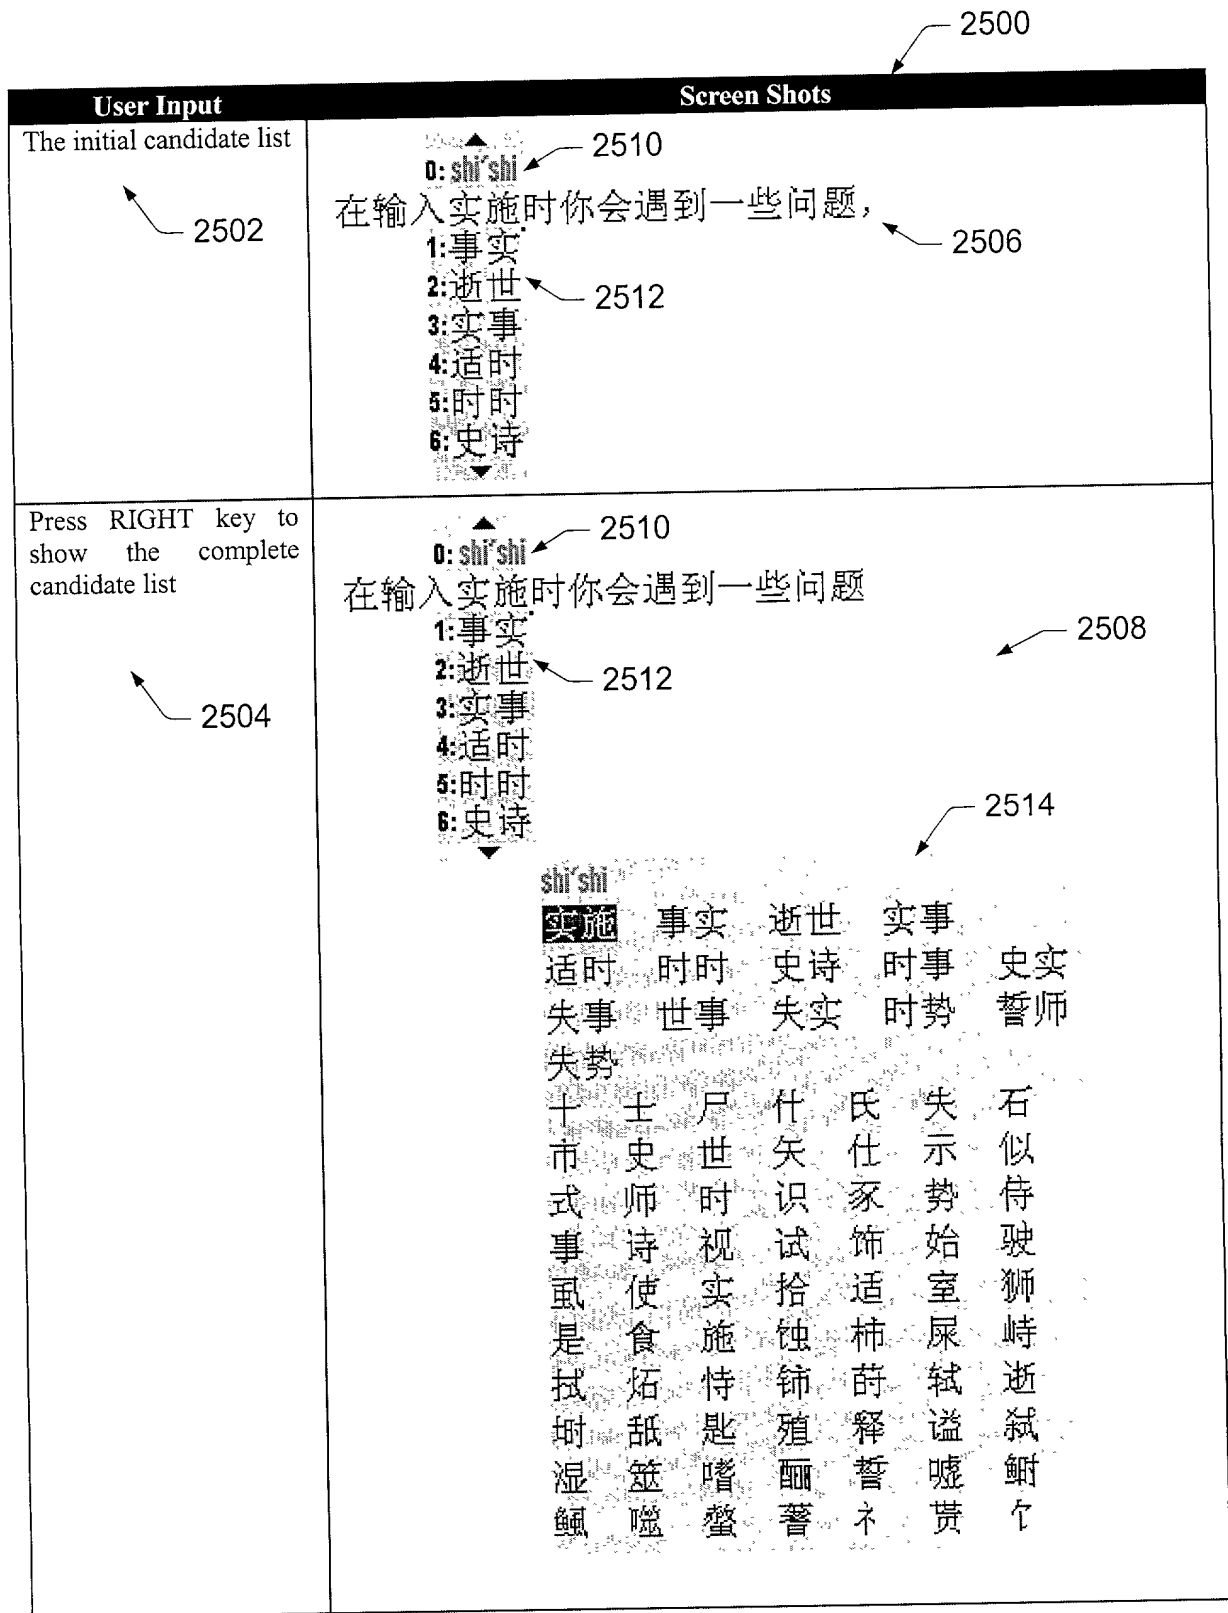 2500
User Input Screen Shots
The initial candidate list
2502
0: shi'shi 2510
在输入实施时你会遇到一些问题，
2506
1:事实
2:逝世 2512
3:实事
4:适时
5:时时
6:史诗
Press RIGHT key to
show the complete
candidate list
2504
0: shi'shi 2510
在输入实施时你会遇到一些问题
2508
1:事实
2:逝世 2512
3:实事
4:适时
5:时时
6:史诗
2514
shi'shi
实施 事实 逝世 实事
适时 时时 史诗 时事 史实
失事 世事 失实 时势 誓师
失势
十 士 尸 什 氏 失 石
市 史 世 矢 仕 示 似
式 师 时 识 豕 势 侍
事 诗 视 试 饰 始 驶
虱 使 实 拾 适 室 狮
是 食 施 蚀 柿 屎 峙
拭 炻 恃 铈 莳 轼 逝
埘 舐 匙 殖 释 谥 弑
湿 筮 嗜 酾 誓 嘘 鲥
鲺 噬 螫 蓍 礻 贳 饣